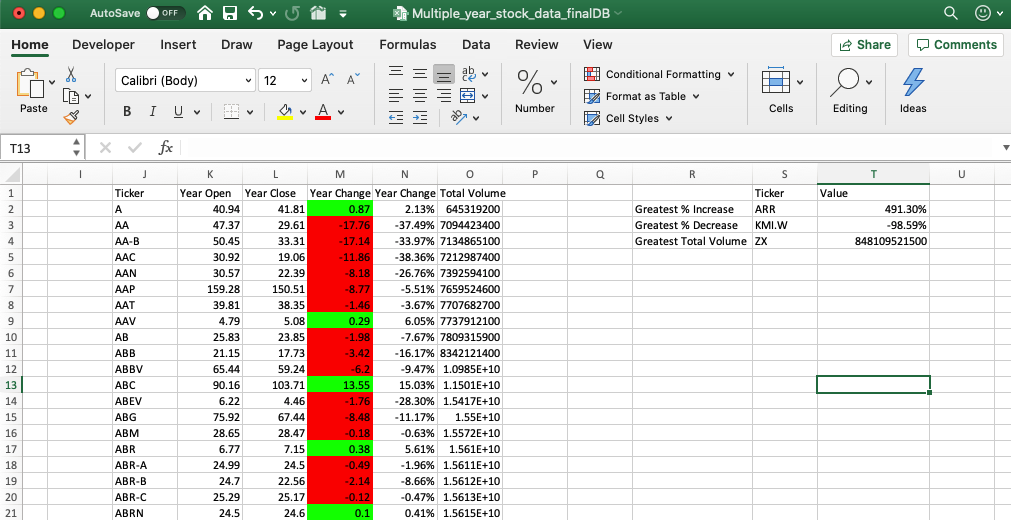 AutoSave OFF Multiple_year_stock_data_finalDB
Home Developer Insert Draw Page Layout Formulas Data Review View Share Comments
Paste Calibri (Body) 12 A^ A˅ ab Number Conditional Formatting Cells Editing Ideas
B I U A ab % Format as Table
Cell Styles
T13 fx
I J K L M N O P Q R S T U
1 Ticker Year Open Year Close Year Change Year Change Total Volume Ticker Value
2 A 40.94 41.81 0.87 2.13% 645319200 Greatest % Increase ARR 491.30%
3 AA 47.37 29.61 -17.76 -37.49% 7094423400 Greatest % Decrease KMI.W -98.59%
4 AA-B 50.45 33.31 -17.14 -33.97% 7134865100 Greatest Total Volume ZX 848109521500
5 AAC 30.92 19.06 -11.86 -38.36% 7212987400
6 AAN 30.57 22.39 -8.18 -26.76% 7392594100
7 AAP 159.28 150.51 -8.77 -5.51% 7659524600
8 AAT 39.81 38.35 -1.46 -3.67% 7707682700
9 AAV 4.79 5.08 0.29 6.05% 7737912100
10 AB 25.83 23.85 -1.98 -7.67% 7809315900
11 ABB 21.15 17.73 -3.42 -16.17% 8342121400
12 ABBV 65.44 59.24 -6.2 -9.47% 1.0985E+10
13 ABC 90.16 103.71 13.55 15.03% 1.1501E+10
14 ABEV 6.22 4.46 -1.76 -28.30% 1.5417E+10
15 ABG 75.92 67.44 -8.48 -11.17% 1.55E+10
16 ABM 28.65 28.47 -0.18 -0.63% 1.5572E+10
17 ABR 6.77 7.15 0.38 5.61% 1.561E+10
18 ABR-A 24.99 24.5 -0.49 -1.96% 1.5611E+10
19 ABR-B 24.7 22.56 -2.14 -8.66% 1.5612E+10
20 ABR-C 25.29 25.17 -0.12 -0.47% 1.5613E+10
21 ABRN 24.5 24.6 0.1 0.41% 1.5615E+10